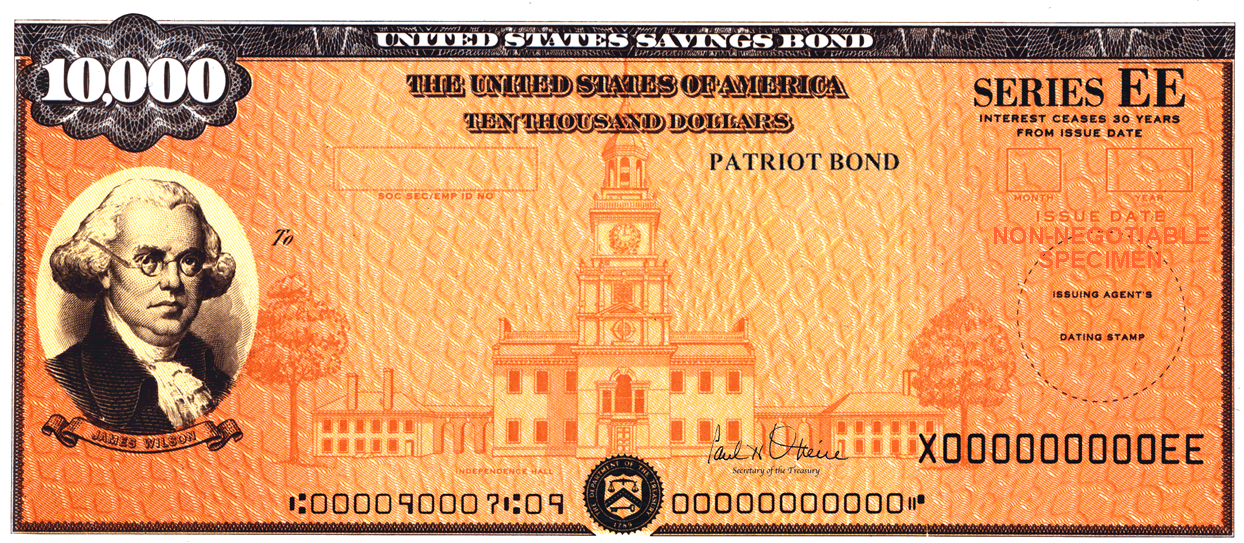 UNITED STATES SAVINGS BOND
10,000
THE UNITED STATES OF AMERICA
TEN THOUSAND DOLLARS
SERIES EE
INTEREST CEASES 30 YEARS
FROM ISSUE DATE
PATRIOT BOND
SOC SEC/EMP ID NO
MONTH
YEAR
ISSUE DATE
NON-NEGOTIABLE
SPECIMEN
To
ISSUING AGENT'S
DATING STAMP
JAMES WILSON
Paul H O'Neill
Secretary of the Treasury
X0000000000EE
INDEPENDENCE HALL
THE DEPARTMENT OF THE TREASURY
1789
⑆000090007⑆09
00000000000⑈